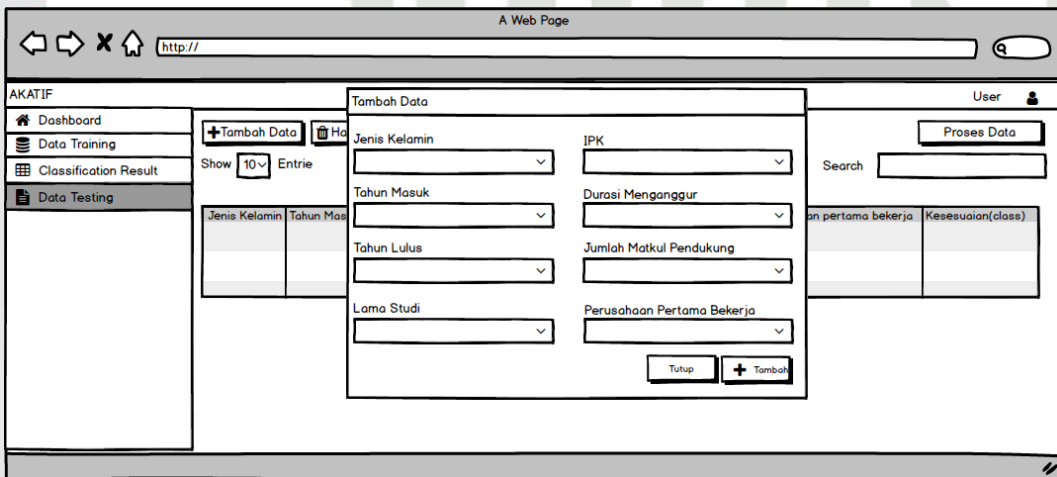 A Web Page
http://
AKATIF
User
Dashboard
Data Training
Classification Result
Data Testing
Tambah Data
Ha
Proses Data
Show 10 Entrie
Search
Jenis Kelamin
Tahun Mas
an pertama bekerja
Kesesuaian(class)
Tambah Data
Jenis Kelamin
IPK
Tahun Masuk
Durasi Menganggur
Tahun Lulus
Jumlah Matkul Pendukung
Lama Studi
Perusahaan Pertama Bekerja
Tutup
Tambah